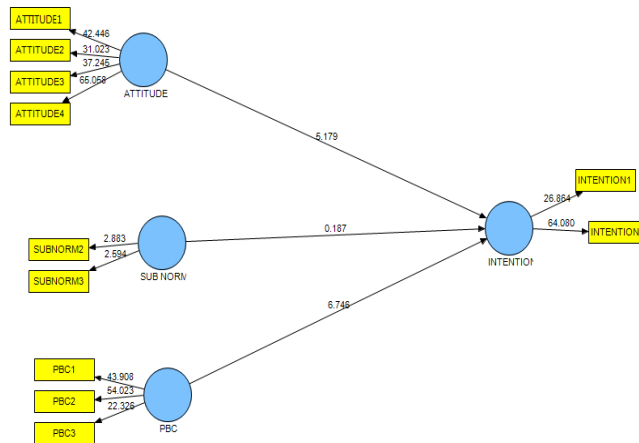 ATTITUDE1
ATTITUDE2
ATTITUDE3
ATTITUDE4
42.446
31.023
37.245
65.058
ATTITUDE
5.179
SUBNORM2
SUBNORM3
2.883
2.594
SUB NORM
0.187
INTENTION
26.864
64.080
INTENTION1
INTENTION
6.746
PBC1
PBC2
PBC3
43.908
54.023
22.326
PBC